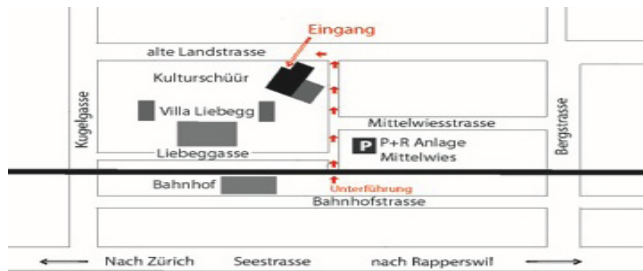 Eingang
alte Landstrasse
Kulturschüür
Kugelgasse
Villa Liebegg
Mittelwiesstrasse
Bergstrasse
P
P+R Anlage
Mittelwies
Liebeggasse
Bahnhof
Unterführung
Bahnhofstrasse
Nach Zürich
Seestrasse
nach Rapperswil